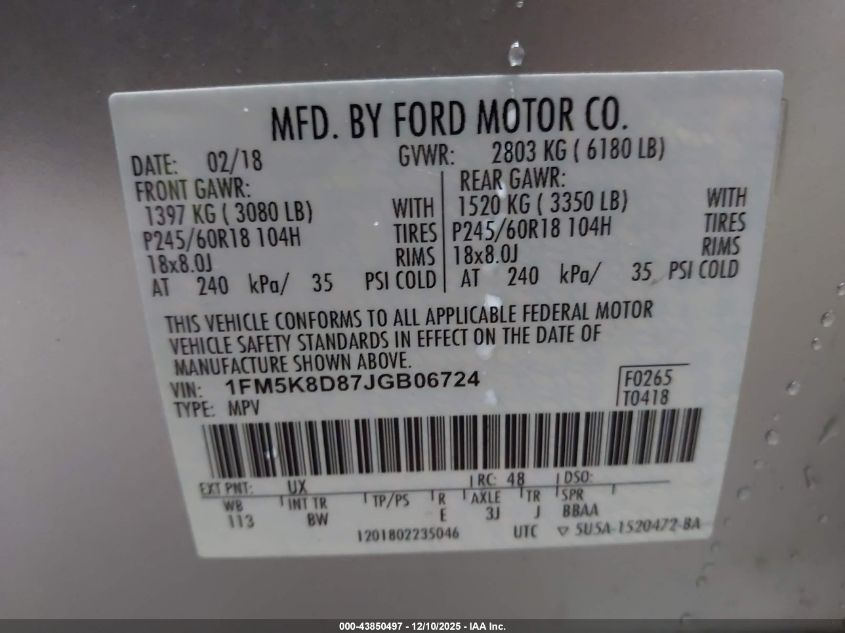 MFD. BY FORD MOTOR CO.
DATE: 02/18 GVWR: 2803 KG ( 6180 LB)
FRONT GAWR: REAR GAWR:
1397 KG ( 3080 LB) WITH 1520 KG ( 3350 LB) WITH
P245/60R18 104H TIRES P245/60R18 104H TIRES
18x8.0J RIMS 18x8.0J RIMS
AT 240 kPa/ 35 PSI COLD AT 240 kPa/ 35 PSI COLD
THIS VEHICLE CONFORMS TO ALL APPLICABLE FEDERAL MOTOR
VEHICLE SAFETY STANDARDS IN EFFECT ON THE DATE OF
MANUFACTURE SHOWN ABOVE.
VIN: 1FM5K8D87JGB06724 F0265
TYPE: MPV T0418
EXT PNT: UX RC: 48 DSO:
WB INT TR TP/PS R AXLE TR SPR
113 BW E 3J J BBAA
1201802235046 UTC ▽ 5U5A-1520472-BA
000-43850497 - 12/10/2025 - IAA Inc.